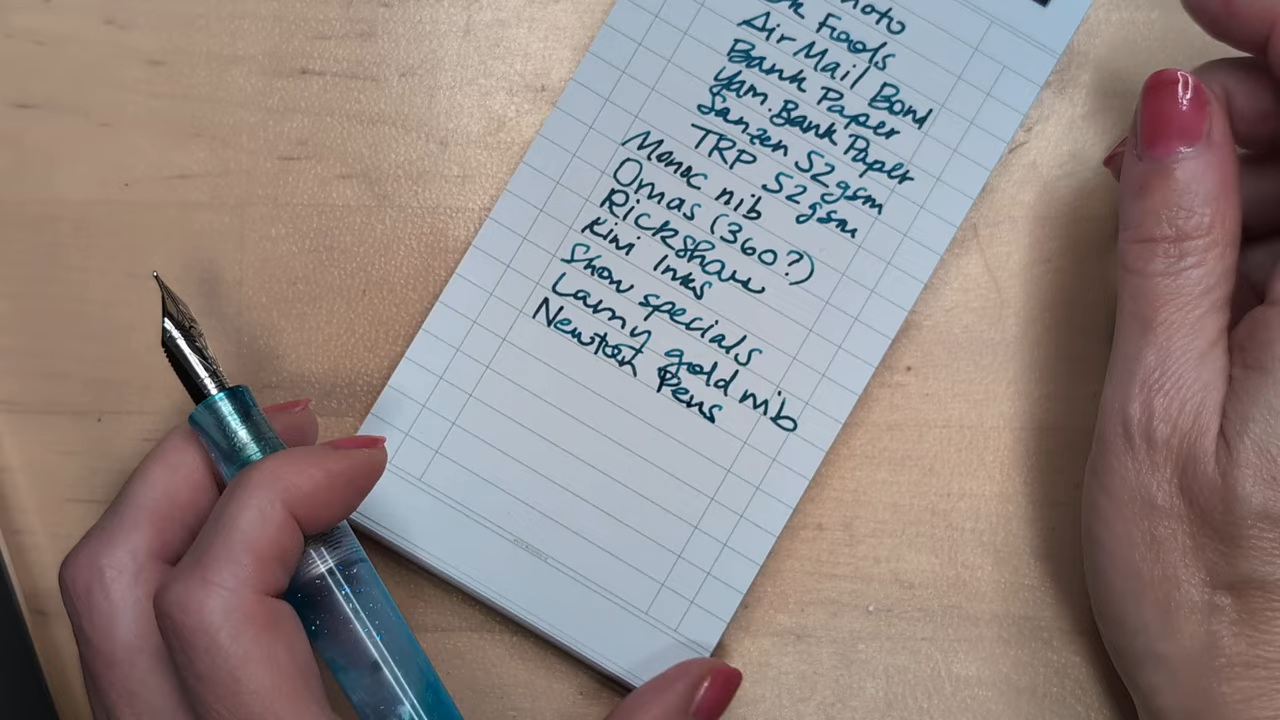 Foods
Air Mail Bond
Bank Paper
Yam. Bank Paper
Sanzen 52gsm
TRP 52gsm
Monoc nib
Omas (360?)
Rickshaw
Kiwi Inks
Show specials
Lamy gold nib
Newton Pens